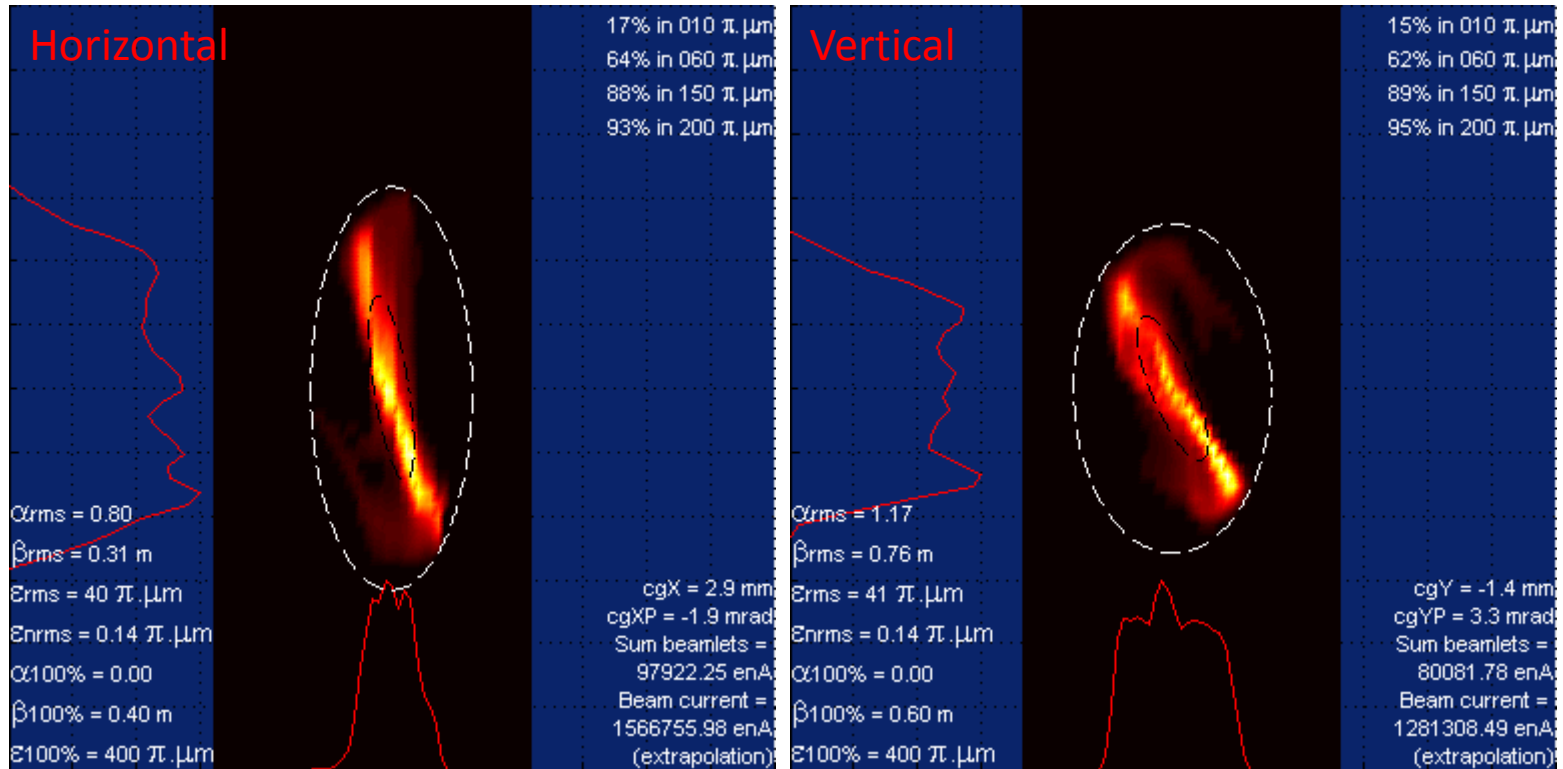 Horizontal
17% in 010 π.μm
64% in 060 π.μm
88% in 150 π.μm
93% in 200 π.μm
αrms = 0.80
βrms = 0.31 m
εrms = 40 π.μm
εnrms = 0.14 π.μm
α100% = 0.00
β100% = 0.40 m
ε100% = 400 π.μm
cgX = 2.9 mm
cgXP = -1.9 mrad
Sum beamlets =
97922.25 enA
Beam current =
1566755.98 enA
(extrapolation)
Vertical
15% in 010 π.μm
62% in 060 π.μm
89% in 150 π.μm
95% in 200 π.μm
αrms = 1.17
βrms = 0.76 m
εrms = 41 π.μm
εnrms = 0.14 π.μm
α100% = 0.00
β100% = 0.60 m
ε100% = 400 π.μm
cgY = -1.4 mm
cgYP = 3.3 mrad
Sum beamlets =
80081.78 enA
Beam current =
1281308.49 enA
(extrapolation)